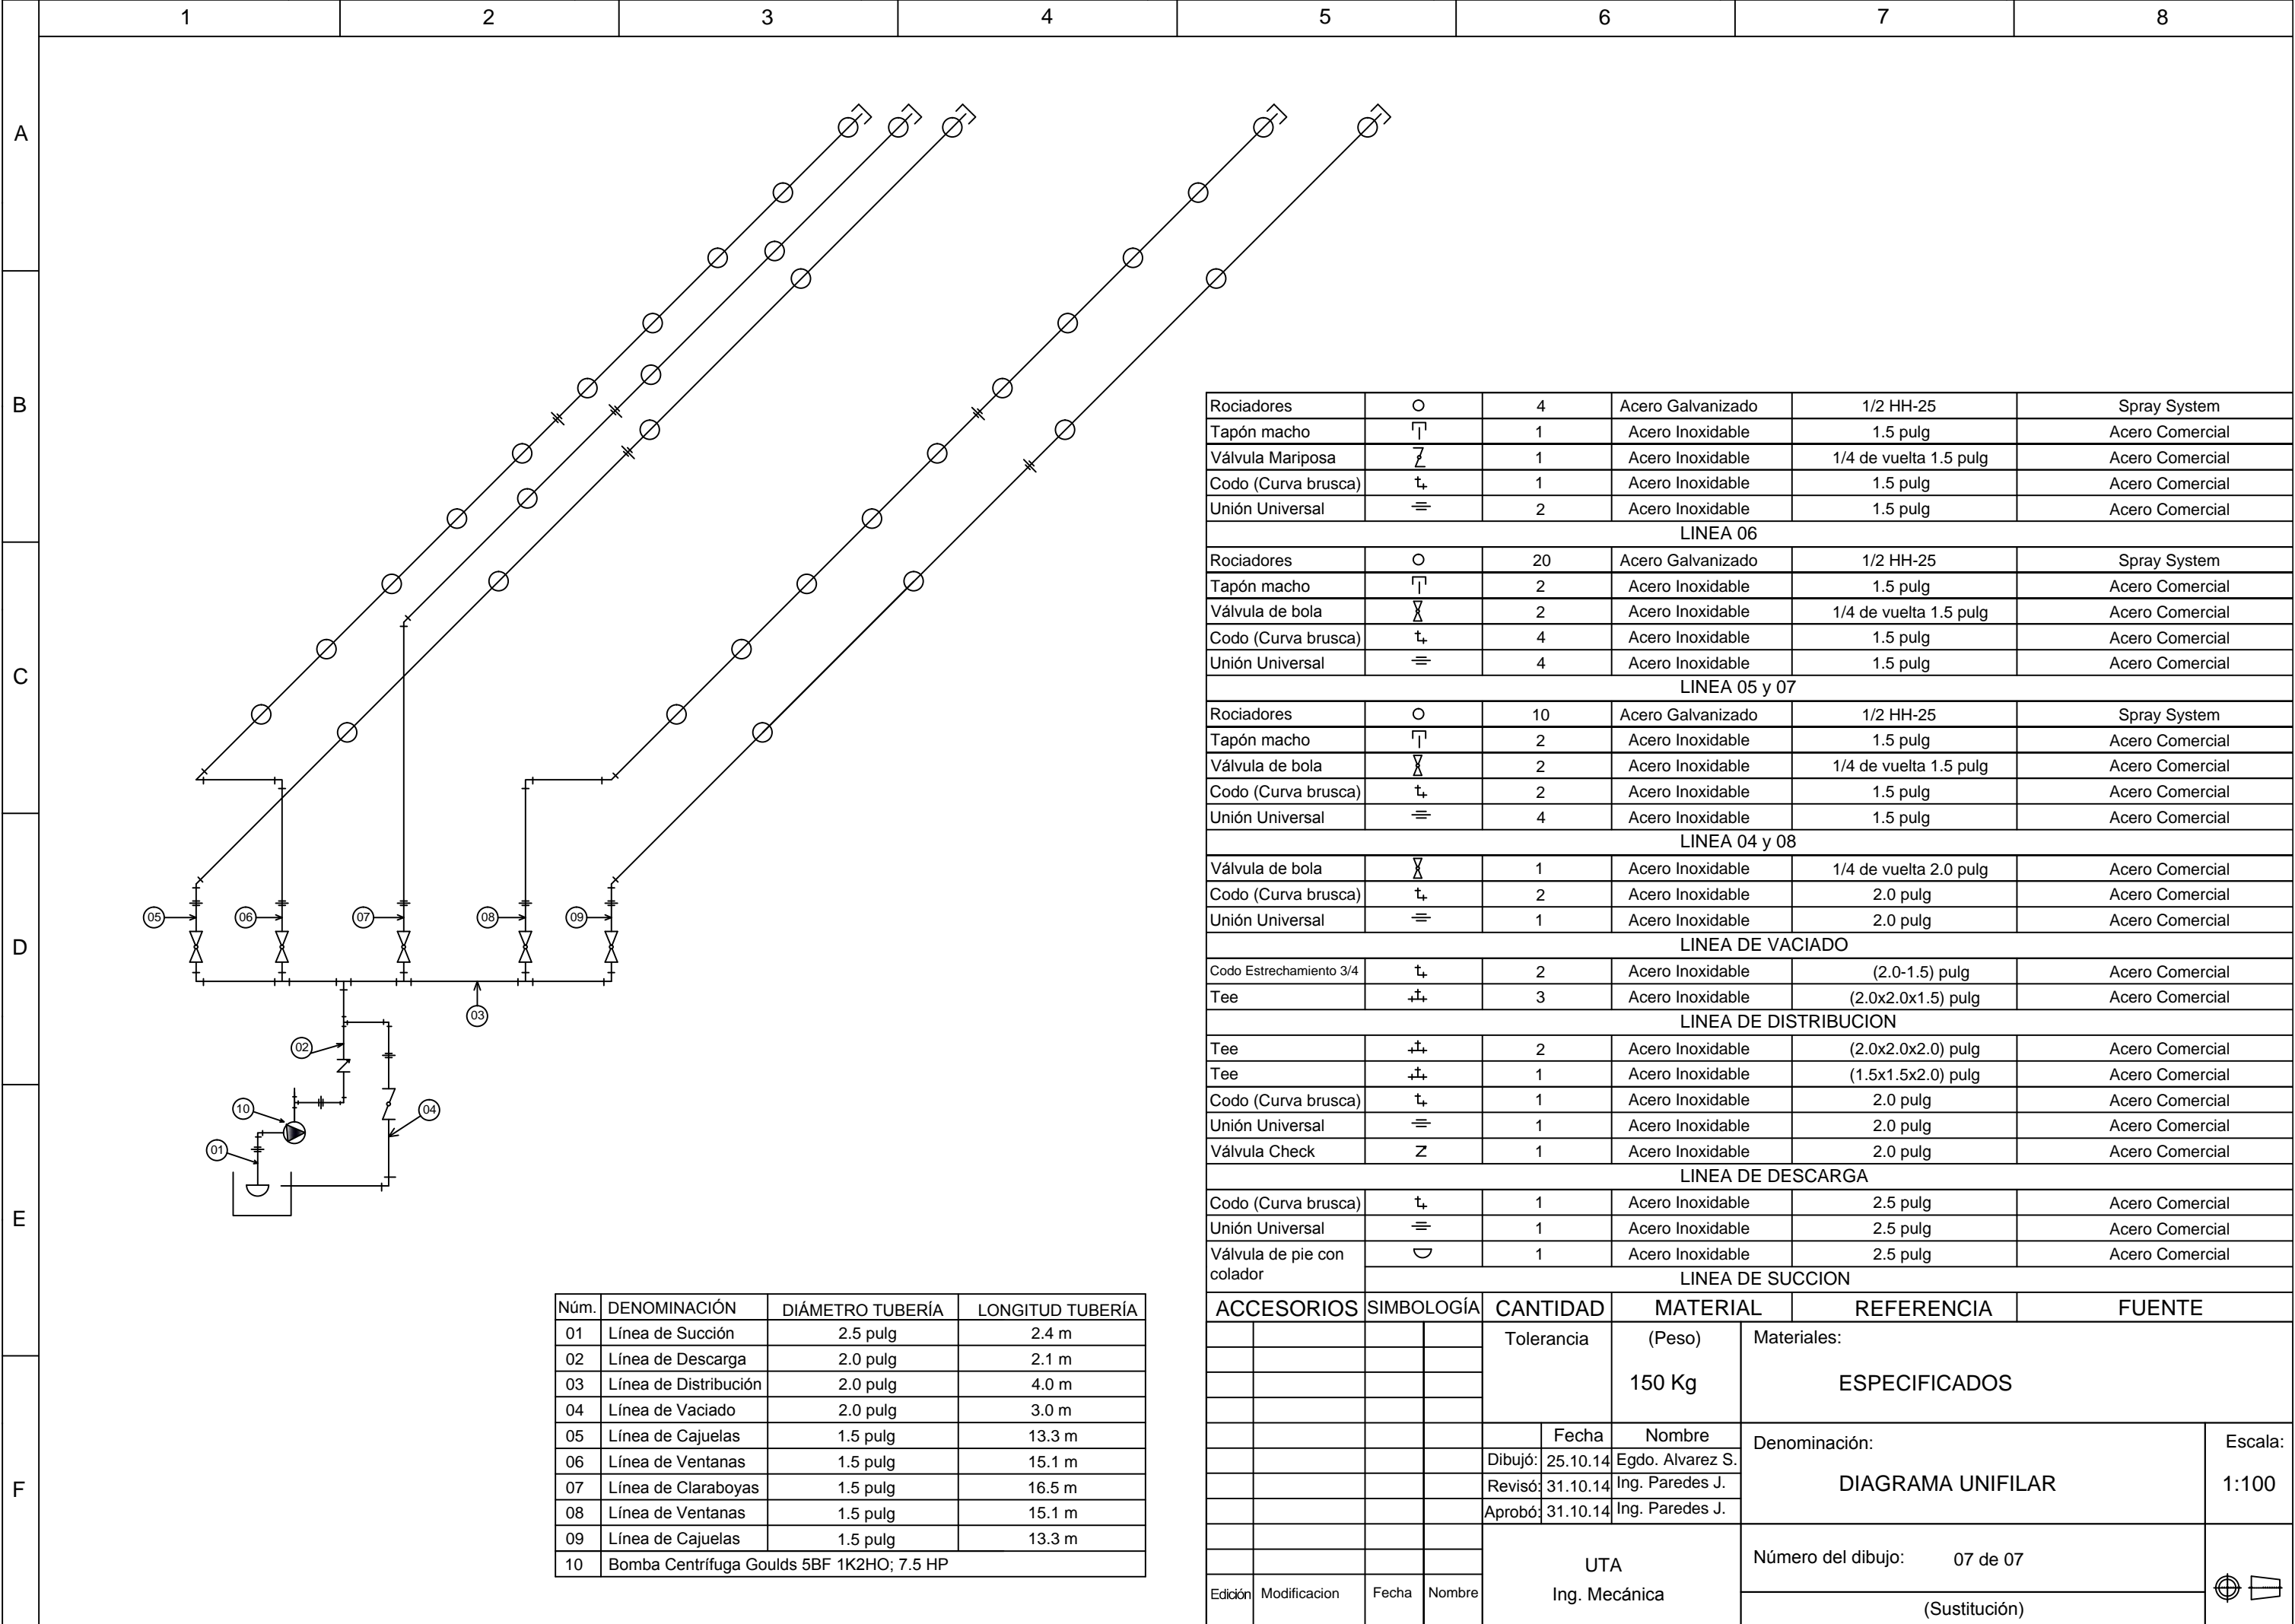 1 2 3 4 5 6 7 8
A
B
C
D
E
F
05 06 07 08 09
03
02
10
04
01
Rociadores 4 Acero Galvanizado 1/2 HH-25 Spray System
Tapón macho 1 Acero Inoxidable 1.5 pulg Acero Comercial
Válvula Mariposa 1 Acero Inoxidable 1/4 de vuelta 1.5 pulg Acero Comercial
Codo (Curva brusca) 1 Acero Inoxidable 1.5 pulg Acero Comercial
Unión Universal 2 Acero Inoxidable 1.5 pulg Acero Comercial
LINEA 06
Rociadores 20 Acero Galvanizado 1/2 HH-25 Spray System
Tapón macho 2 Acero Inoxidable 1.5 pulg Acero Comercial
Válvula de bola 2 Acero Inoxidable 1/4 de vuelta 1.5 pulg Acero Comercial
Codo (Curva brusca) 4 Acero Inoxidable 1.5 pulg Acero Comercial
Unión Universal 4 Acero Inoxidable 1.5 pulg Acero Comercial
LINEA 05 y 07
Rociadores 10 Acero Galvanizado 1/2 HH-25 Spray System
Tapón macho 2 Acero Inoxidable 1.5 pulg Acero Comercial
Válvula de bola 2 Acero Inoxidable 1/4 de vuelta 1.5 pulg Acero Comercial
Codo (Curva brusca) 2 Acero Inoxidable 1.5 pulg Acero Comercial
Unión Universal 4 Acero Inoxidable 1.5 pulg Acero Comercial
LINEA 04 y 08
Válvula de bola 1 Acero Inoxidable 1/4 de vuelta 2.0 pulg Acero Comercial
Codo (Curva brusca) 2 Acero Inoxidable 2.0 pulg Acero Comercial
Unión Universal 1 Acero Inoxidable 2.0 pulg Acero Comercial
LINEA DE VACIADO
Codo Estrechamiento 3/4 2 Acero Inoxidable (2.0-1.5) pulg Acero Comercial
Tee 3 Acero Inoxidable (2.0x2.0x1.5) pulg Acero Comercial
LINEA DE DISTRIBUCION
Tee 2 Acero Inoxidable (2.0x2.0x2.0) pulg Acero Comercial
Tee 1 Acero Inoxidable (1.5x1.5x2.0) pulg Acero Comercial
Codo (Curva brusca) 1 Acero Inoxidable 2.0 pulg Acero Comercial
Unión Universal 1 Acero Inoxidable 2.0 pulg Acero Comercial
Válvula Check 1 Acero Inoxidable 2.0 pulg Acero Comercial
LINEA DE DESCARGA
Codo (Curva brusca) 1 Acero Inoxidable 2.5 pulg Acero Comercial
Unión Universal 1 Acero Inoxidable 2.5 pulg Acero Comercial
Válvula de pie con 1 Acero Inoxidable 2.5 pulg Acero Comercial
colador
LINEA DE SUCCION
ACCESORIOS SIMBOLOGÍA CANTIDAD MATERIAL REFERENCIA FUENTE
Núm. DENOMINACIÓN DIÁMETRO TUBERÍA LONGITUD TUBERÍA
01 Línea de Succión 2.5 pulg 2.4 m
02 Línea de Descarga 2.0 pulg 2.1 m
03 Línea de Distribución 2.0 pulg 4.0 m
04 Línea de Vaciado 2.0 pulg 3.0 m
05 Línea de Cajuelas 1.5 pulg 13.3 m
06 Línea de Ventanas 1.5 pulg 15.1 m
07 Línea de Claraboyas 1.5 pulg 16.5 m
08 Línea de Ventanas 1.5 pulg 15.1 m
09 Línea de Cajuelas 1.5 pulg 13.3 m
10 Bomba Centrífuga Goulds 5BF 1K2HO; 7.5 HP
Tolerancia (Peso) Materiales:
150 Kg ESPECIFICADOS
Fecha Nombre
Dibujó: 25.10.14 Egdo. Alvarez S.
Revisó: 31.10.14 Ing. Paredes J.
Aprobó: 31.10.14 Ing. Paredes J.
Denominación:
DIAGRAMA UNIFILAR
Escala:
1:100
UTA
Ing. Mecánica
Número del dibujo: 07 de 07
(Sustitución)
Edición Modificacion Fecha Nombre